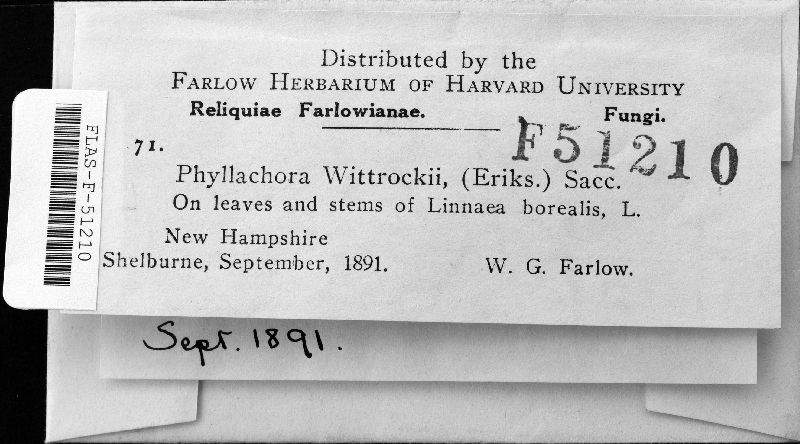 Distributed by the
FARLOW HERBARIUM OF HARVARD UNIVERSITY
Reliquiae Farlowianae. Fungi.
71. F51210
Phyllachora Wittrockii, (Eriks.) Sacc.
On leaves and stems of Linnaea borealis, L.
New Hampshire
Shelburne, September, 1891. W. G. Farlow.
FLAS-F-51210
Sept. 1891.